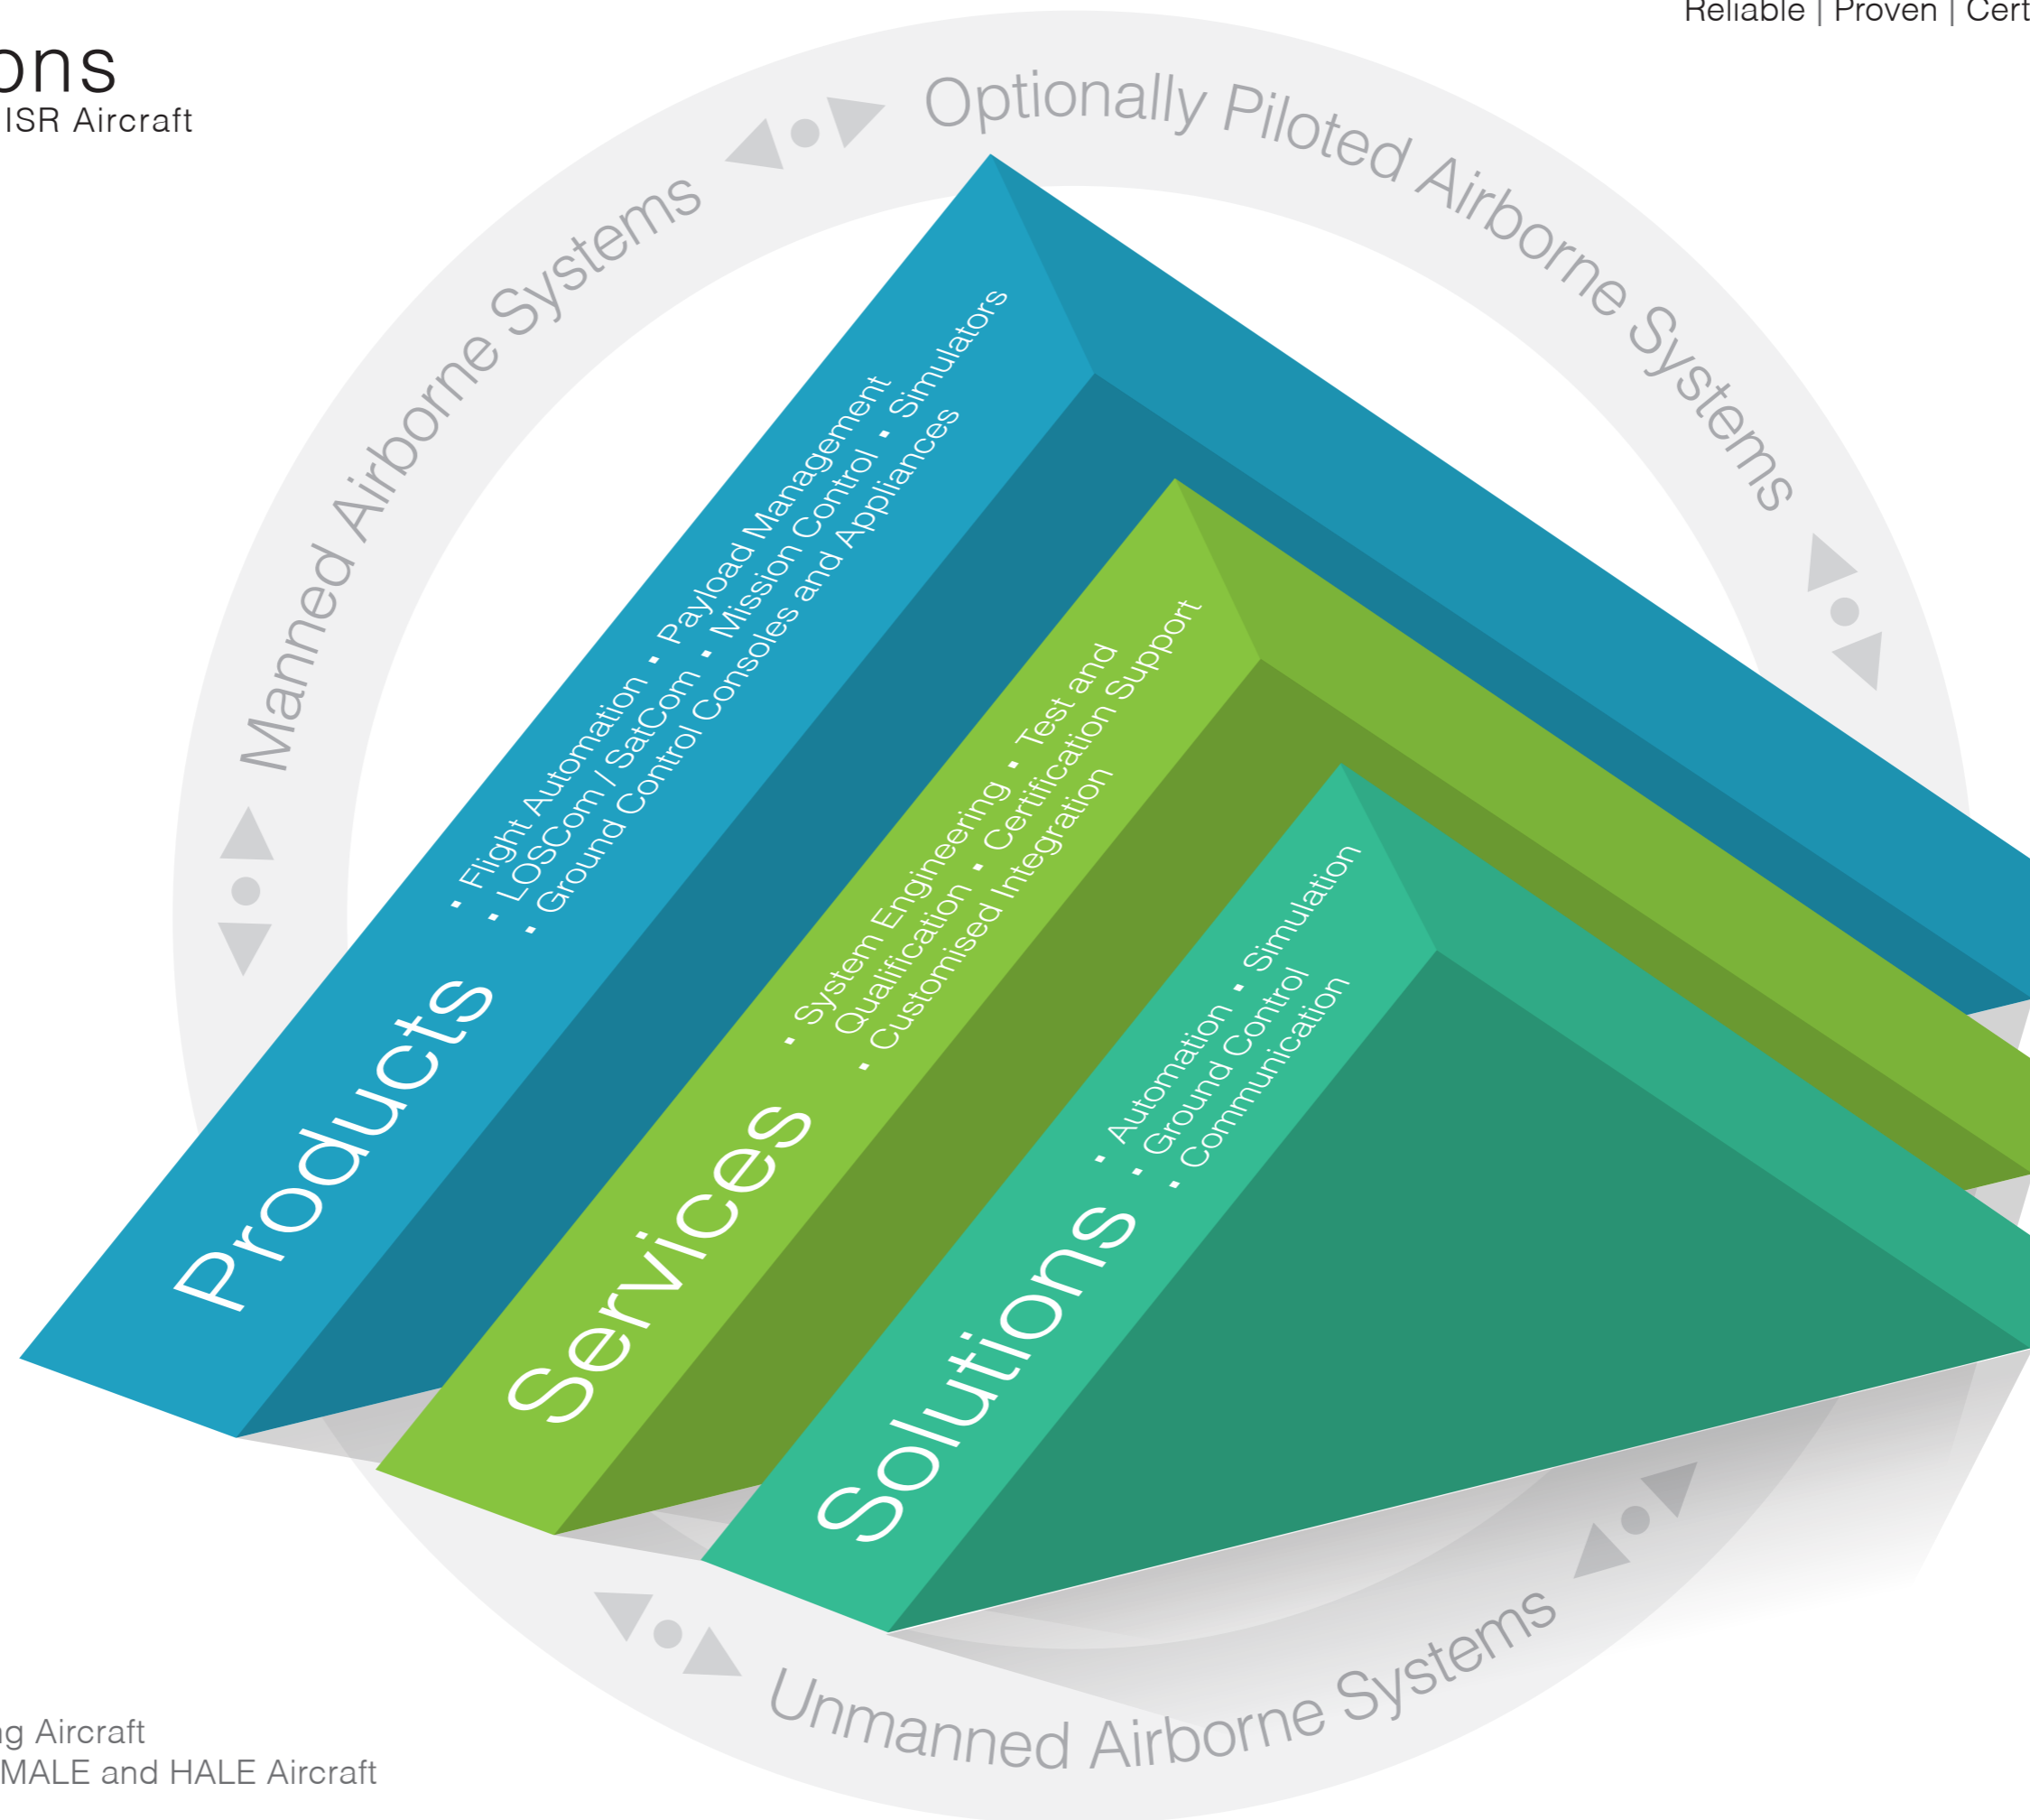 Reliable | Proven |
ISR Aircraft
Optionally Piloted Airborne Systems
Manned Airborne Systems
Products
▪ Flight Automation ▪ Payload Management
▪ LOSCom / SatCom ▪ Mission Control ▪ Simulators
▪ Ground Control Consoles and Appliances
Services
▪ System Engineering ▪ Test and
Qualification ▪ Certification Support
▪ Customised Integration
Solutions
▪ Automation ▪ Simulation
▪ Ground Control
▪ Communication
Unmanned Airborne Systems
Aircraft
MALE and HALE Aircraft